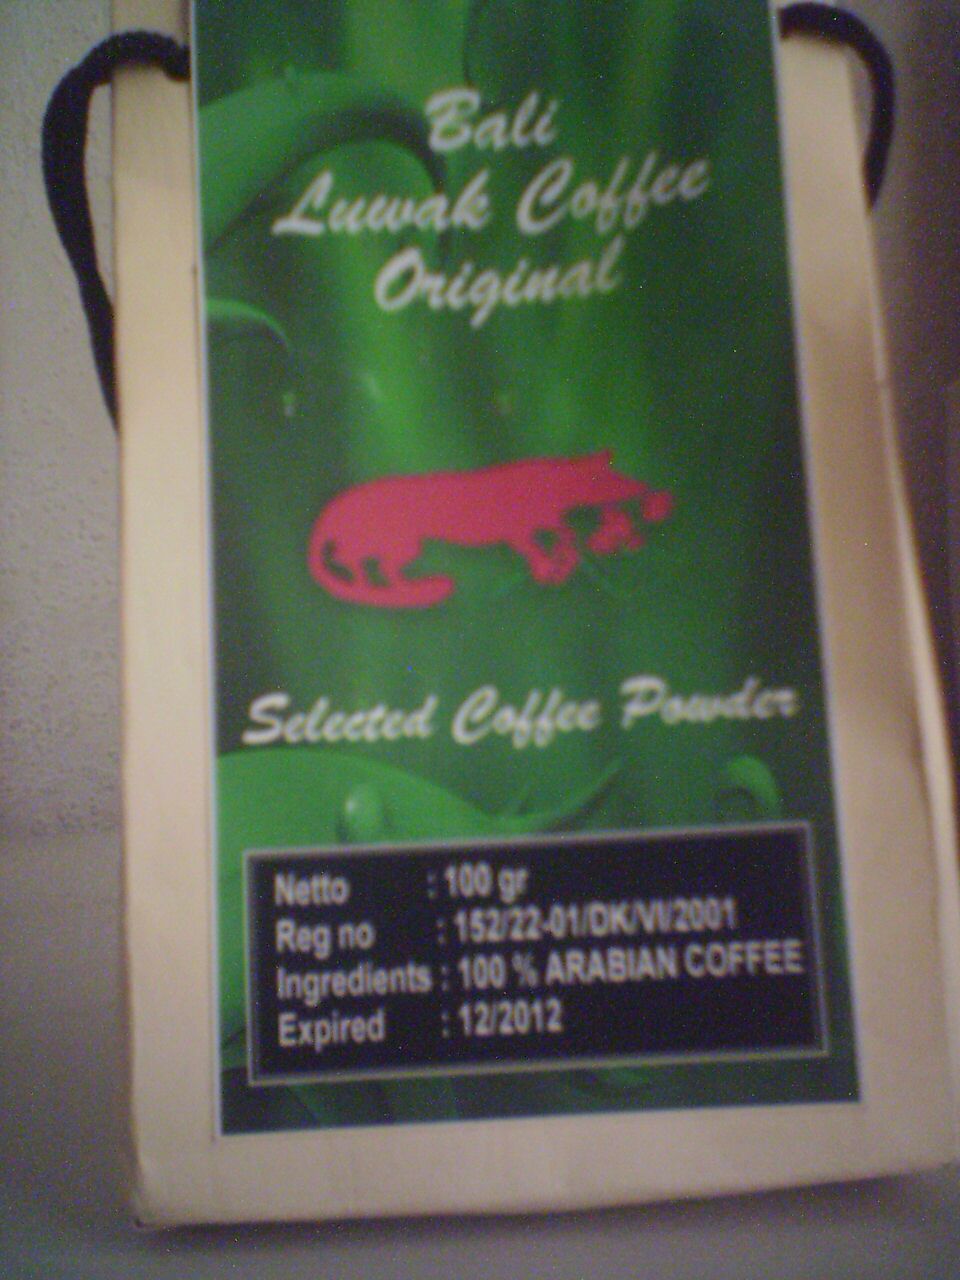 Bali
Luwak Coffee
Original
Selected Coffee Powder
Netto : 100 gr
Reg no : 152/22-01/DK/VI/2001
Ingredients : 100 % ARABIAN COFFEE
Expired : 12/2012